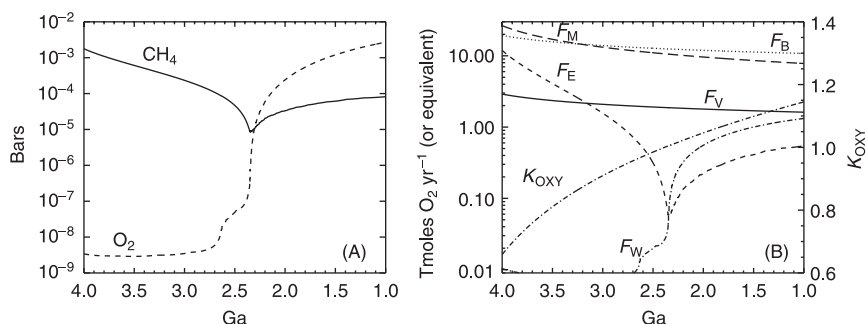 10−2
10−3
10−4
10−5
10−6
10−7
10−8
10−9
Bars
CH4
O2
(A)
4.0 3.5 3.0 2.5 2.0 1.5 1.0
Ga
10.00
1.00
0.10
0.01
Tmoles O2 yr−1 (or equivalent)
FM
FB
FE
FV
KOXY
FW
(B)
1.4
1.2
1.0
0.8
0.6
KOXY
4.0 3.5 3.0 2.5 2.0 1.5 1.0
Ga